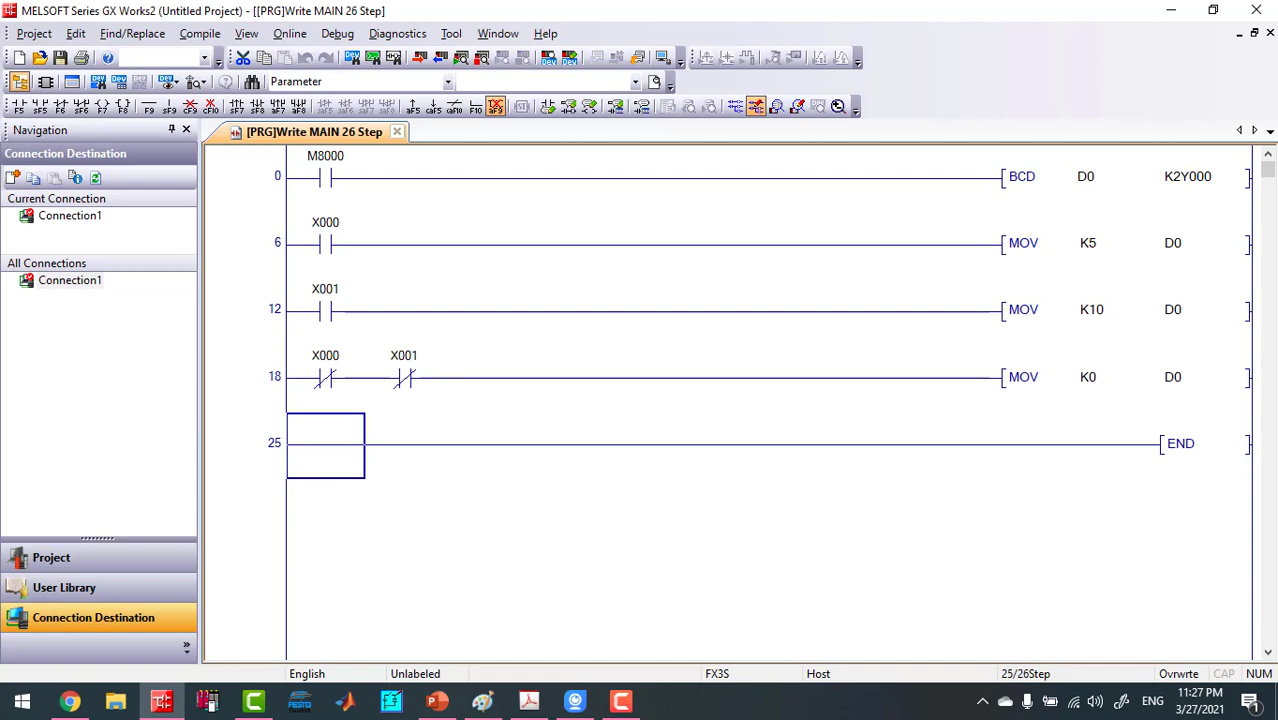 MELSOFT Series GX Works2 (Untitled Project) - [[PRG]Write MAIN 26 Step]
Project Edit Find/Replace Compile View Online Debug Diagnostics Tool Window Help
Parameter
Navigation
[PRG]Write MAIN 26 Step
Connection Destination
Current Connection
Connection1
All Connections
Connection1
Project
User Library
Connection Destination
M8000
0 BCD D0 K2Y000
X000
6 MOV K5 D0
X001
12 MOV K10 D0
X000 X001
18 MOV K0 D0
25 END
English Unlabeled FX3S Host 25/26Step Ovrwrte CAP NUM
FESTO
ENG
11:27 PM
3/27/2021
1